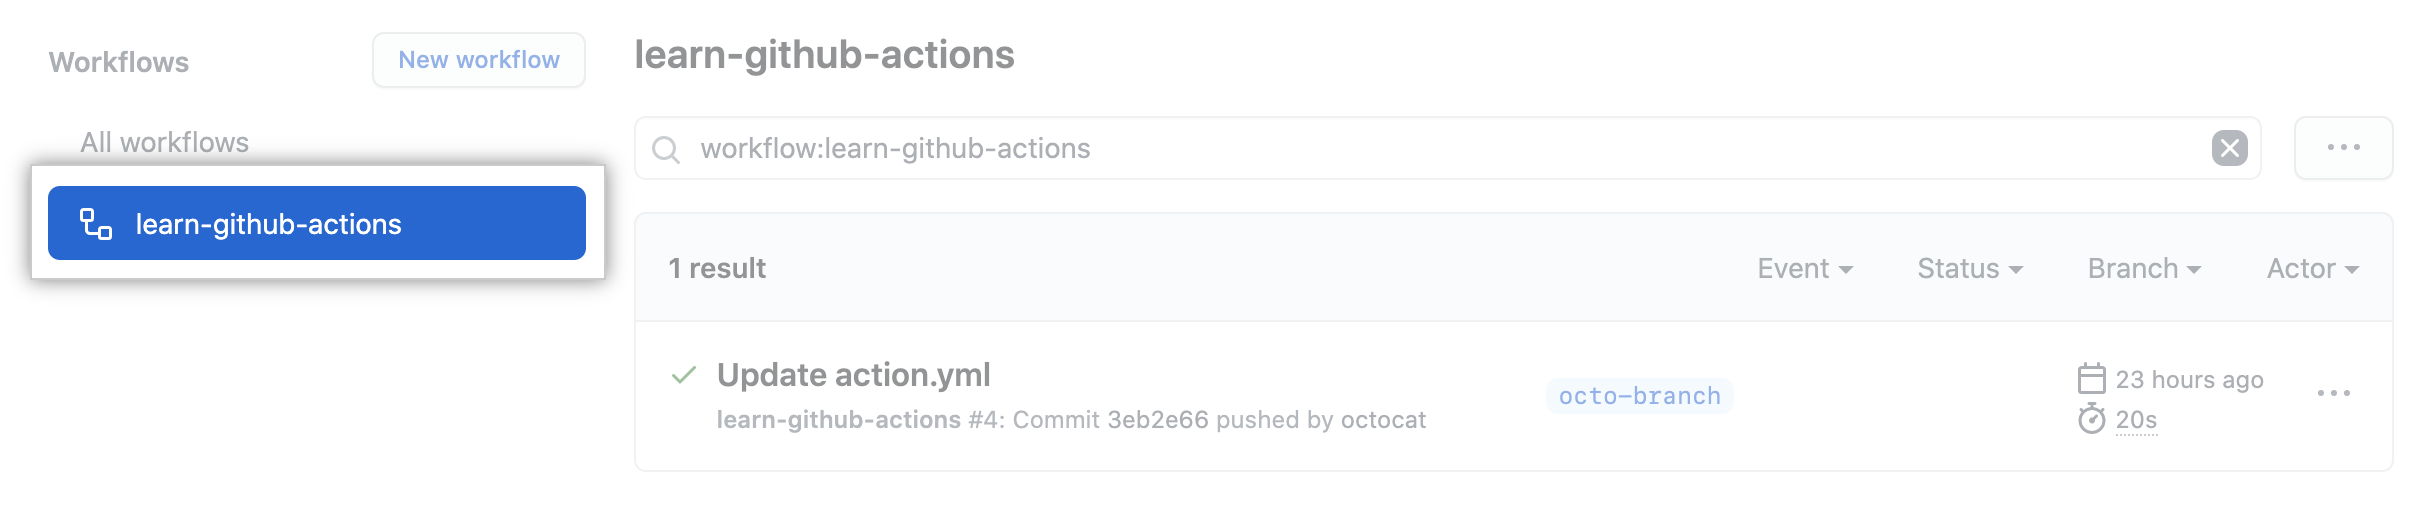 Workflows
New workflow
All workflows
learn-github-actions
learn-github-actions
workflow:learn-github-actions
1 result
Event
Status
Branch
Actor
Update action.yml
learn-github-actions #4: Commit 3eb2e66 pushed by octocat
octo-branch
23 hours ago
20s